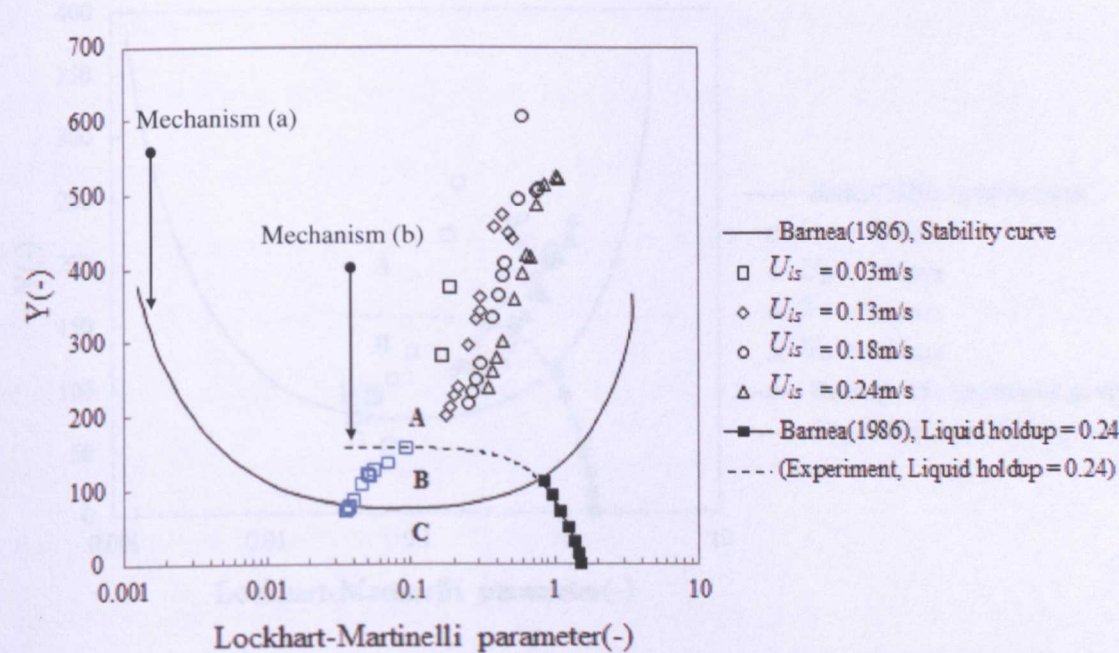 700
600
500
400
300
200
100
0
Y(-)
0.001
0.01
0.1
1
10
Lockhart-Martinelli parameter(-)
Mechanism (a)
Mechanism (b)
A
B
C
Barnea(1986), Stability curve
U_ls =0.03m/s
U_ls =0.13m/s
U_ls =0.18m/s
U_ls =0.24m/s
Barnea(1986), Liquid holdup=0.24
(Experiment, Liquid holdup=0.24)